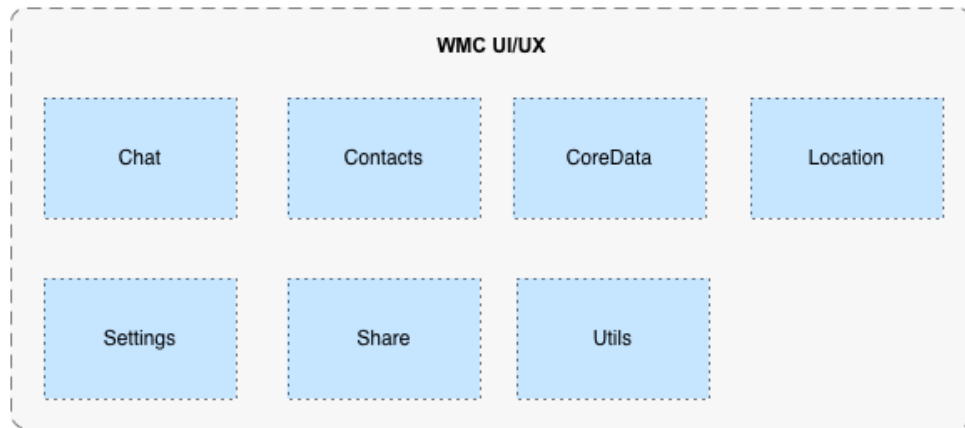 WMC UI/UX
Chat
Contacts
CoreData
Location
Settings
Share
Utils